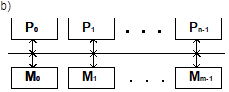 b)
P0 P1 . . . Pn-1
M0 M1 . . . Mm-1